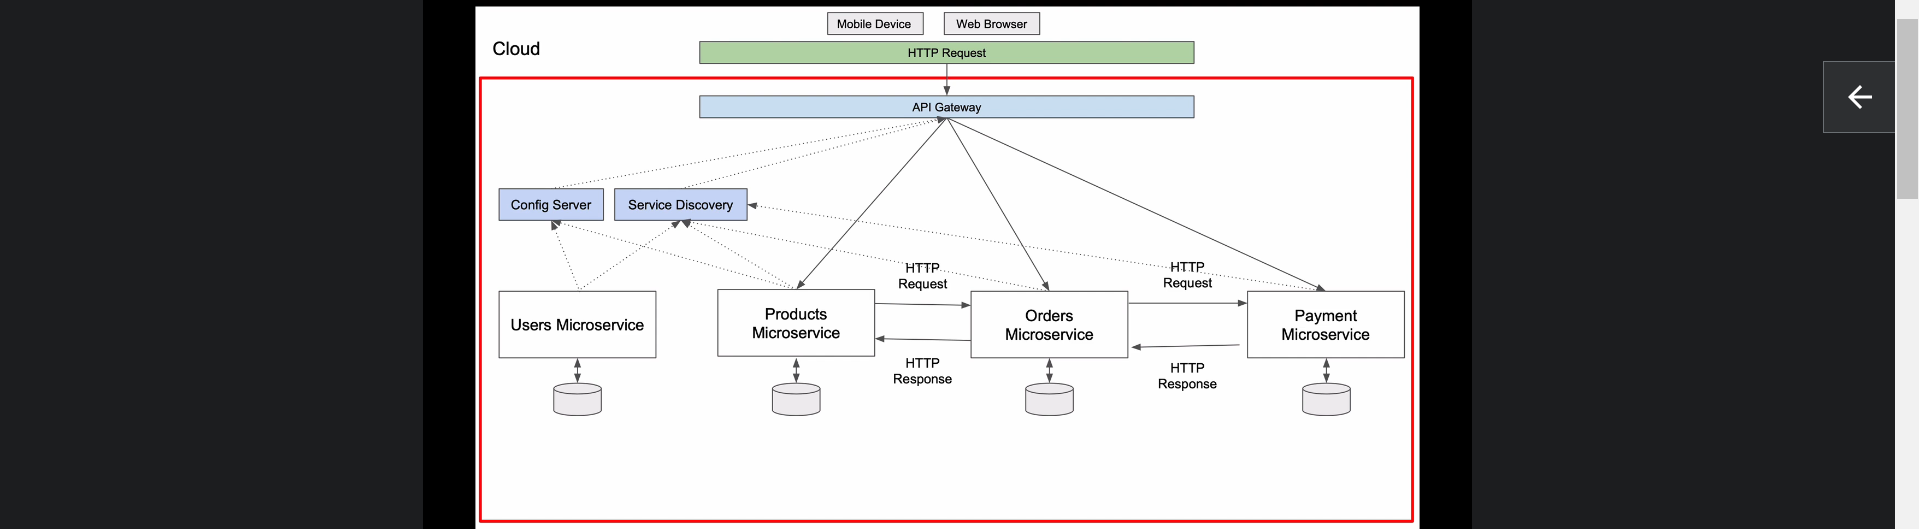 Mobile Device
Web Browser
Cloud
HTTP Request
API Gateway
Config Server
Service Discovery
HTTP
Request
HTTP
Request
Users Microservice
Products
Microservice
Orders
Microservice
Payment
Microservice
HTTP
Response
HTTP
Response